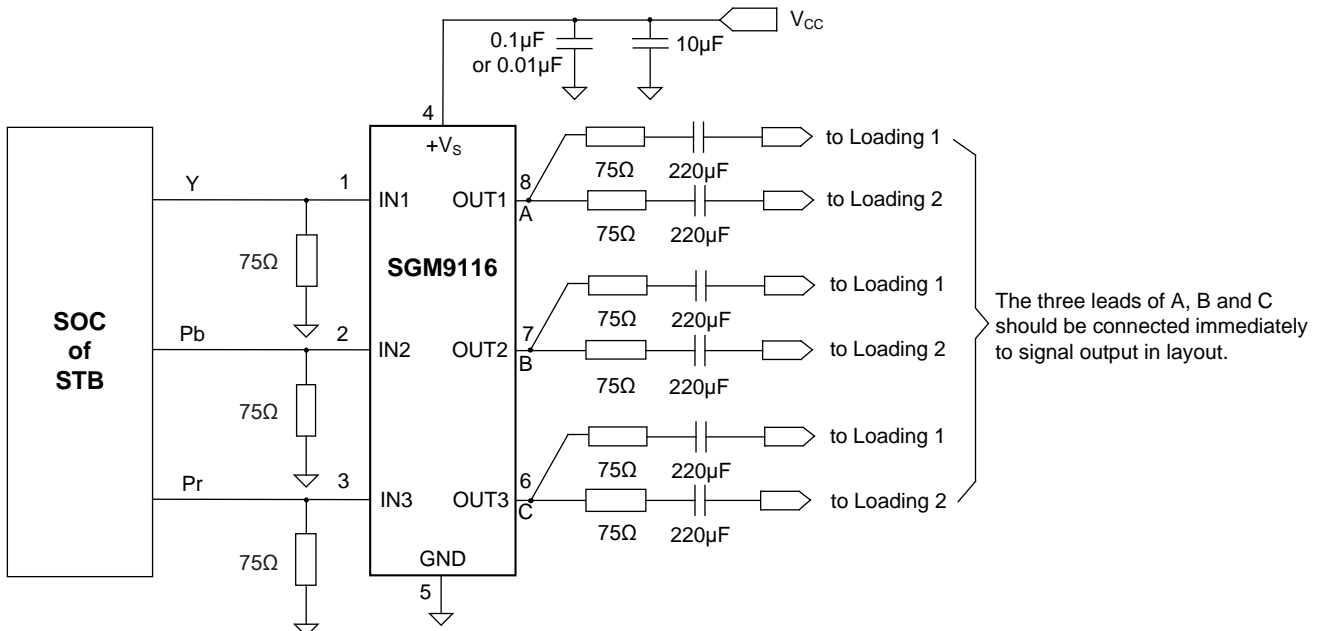 V_CC
0.1µF
or 0.01µF
10µF
4
+V_S
to Loading 1
75Ω
220µF
Y
1
IN1
OUT1
8
A
to Loading 2
75Ω
220µF
75Ω
SGM9116
to Loading 1
75Ω
220µF
SOC
of
STB
Pb
2
IN2
OUT2
7
B
to Loading 2
75Ω
220µF
The three leads of A, B and C
should be connected immediately
to signal output in layout.
75Ω
to Loading 1
75Ω
220µF
Pr
3
IN3
OUT3
6
C
to Loading 2
75Ω
220µF
75Ω
GND
5